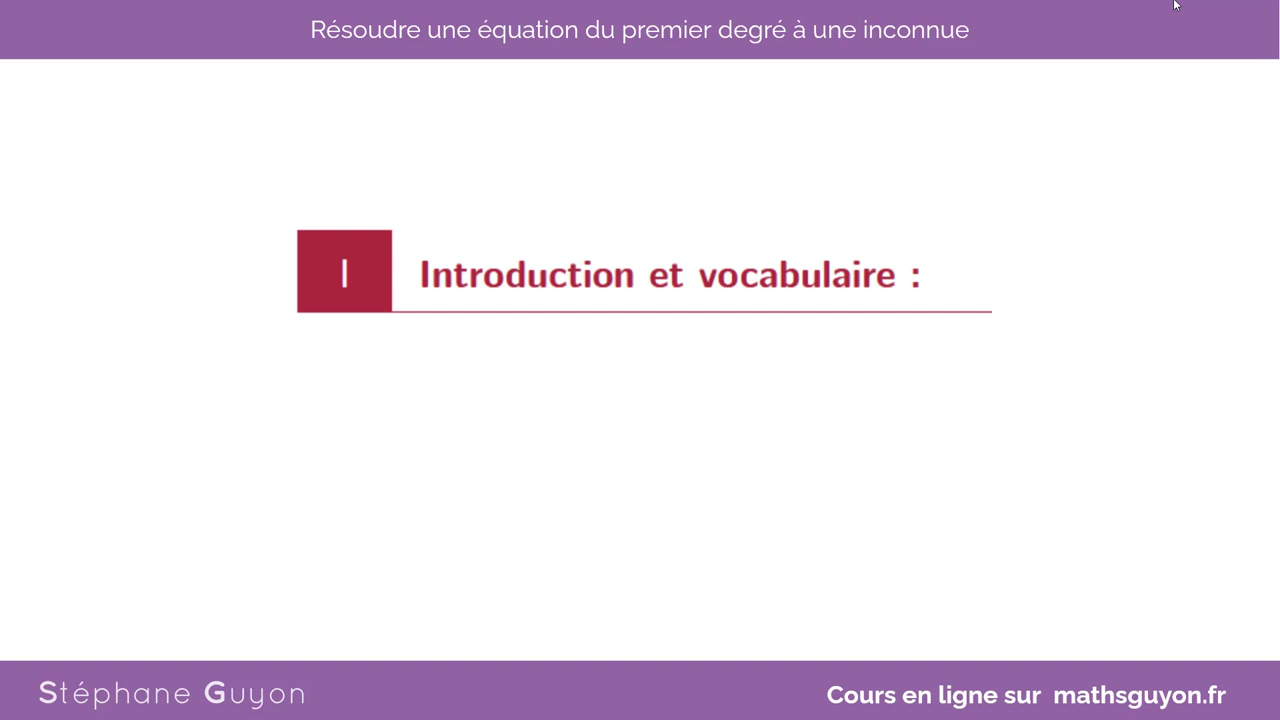 Résoudre une équation du premier degré à une inconnue
I Introduction et vocabulaire :
Stéphane Guyon
Cours en ligne sur mathsguyon.fr